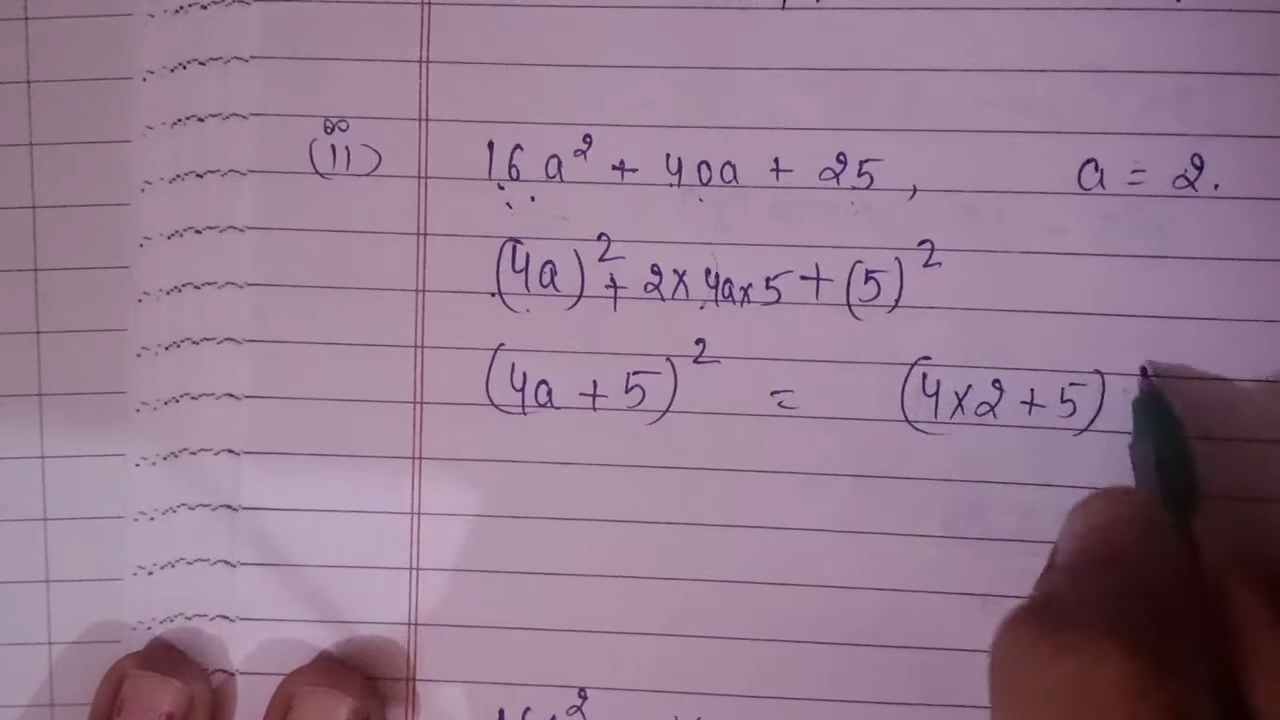 (ii) 16a² + 40a + 25, a = 2.
(4a)² + 2×4a×5 + (5)²
(4a + 5)² = (4×2 + 5)